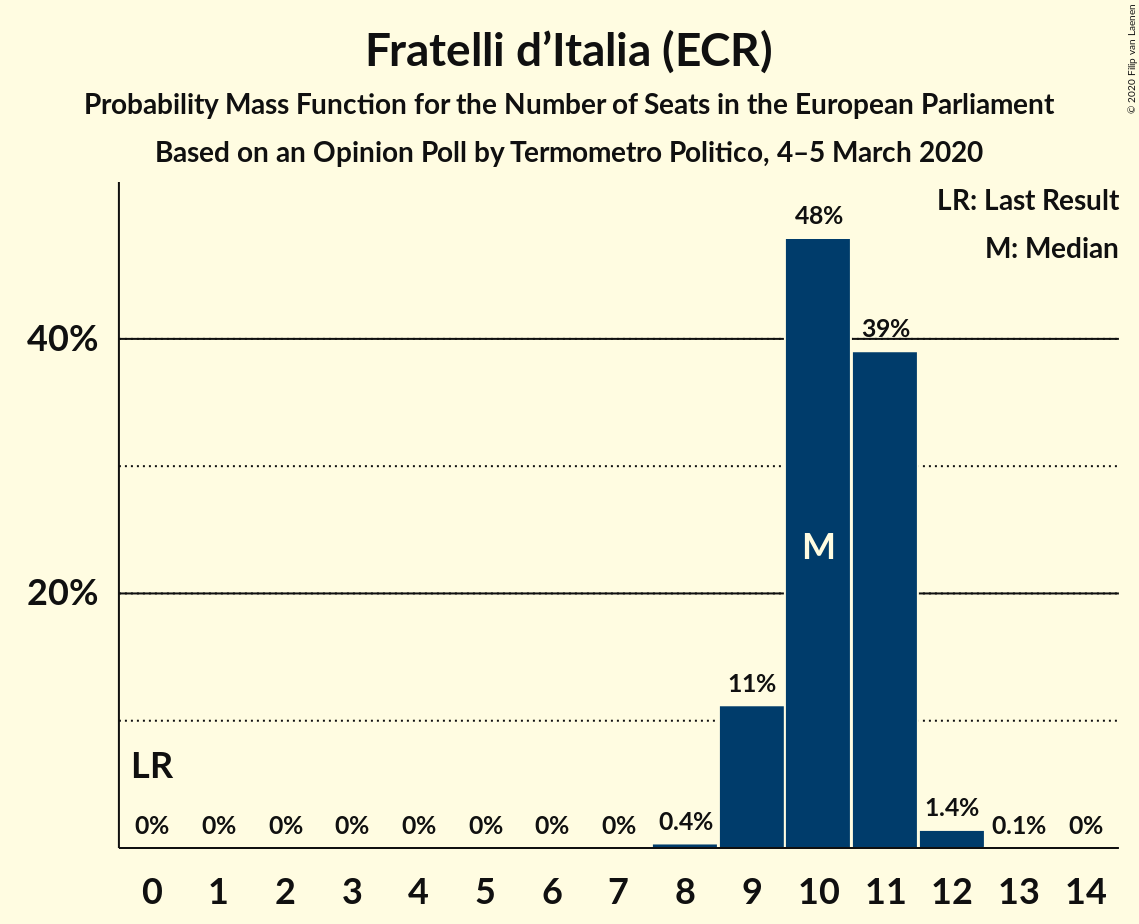 Fratelli d’Italia (ECR)
Probability Mass Function for the Number of Seats in the European Parliament
Based on an Opinion Poll by Termometro Politico, 4–5 March 2020
© 2020 Filip van Laenen
LR: Last Result
M: Median
48%
40%
39%
M
20%
11%
LR
0% 0% 0% 0% 0% 0% 0% 0% 0.4% 1.4% 0.1% 0%
0 1 2 3 4 5 6 7 8 9 10 11 12 13 14